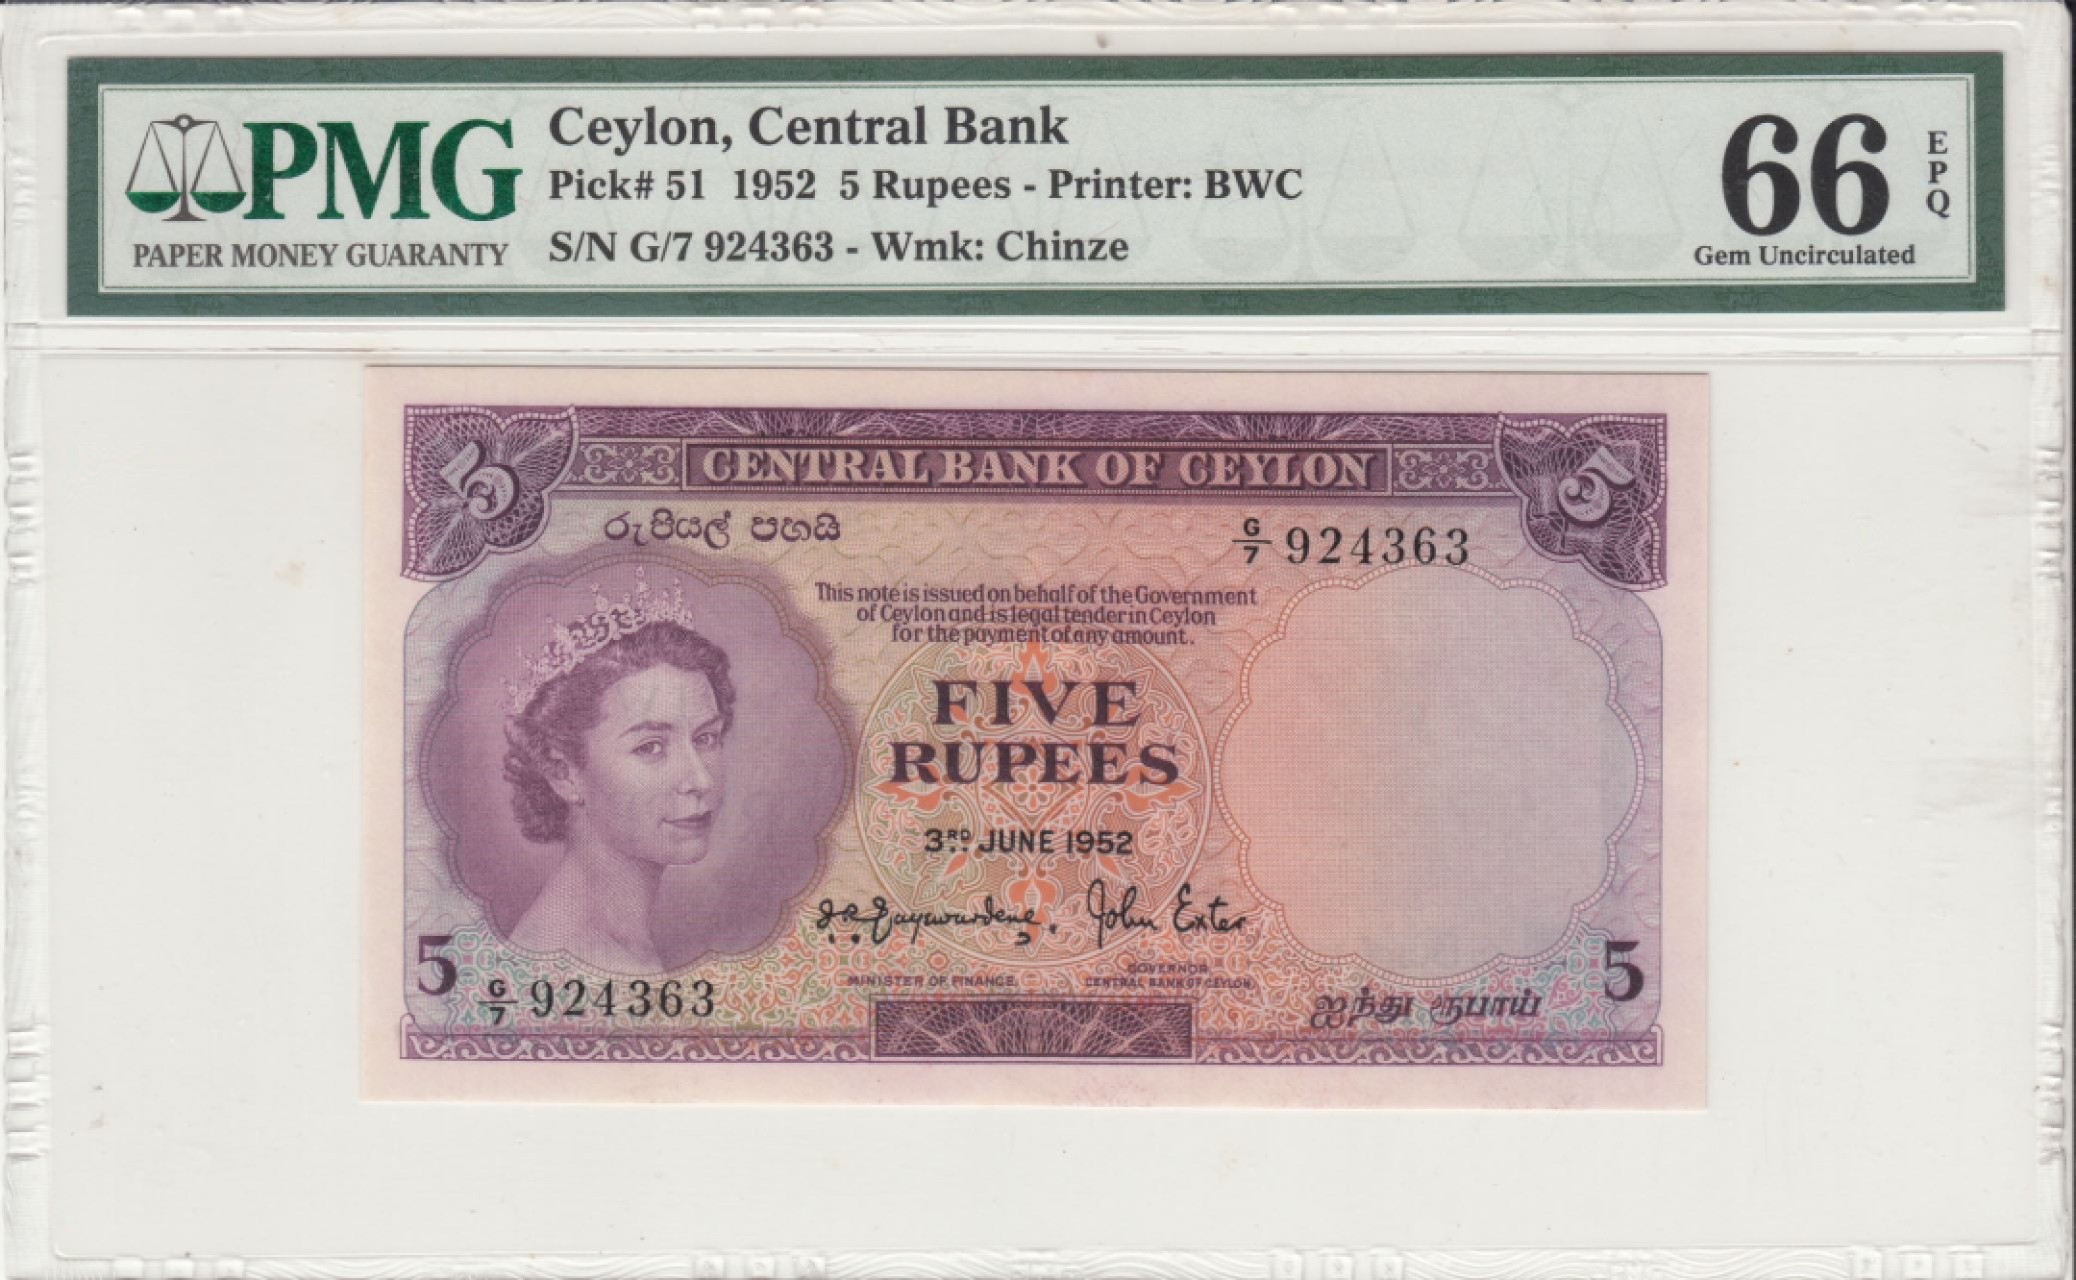 PMG
PAPER MONEY GUARANTY
Ceylon, Central Bank
Pick# 51 1952 5 Rupees - Printer: BWC
S/N G/7 924363 - Wmk: Chinze
66
EPQ
Gem Uncirculated
5
CENTRAL BANK OF CEYLON
5
රුපියල් පහයි
G/7 924363
This note is issued on behalf of the Government
of Ceylon and is legal tender in Ceylon
for the payment of any amount.
FIVE
RUPEES
3RD JUNE 1952
J.R. Jayewardene. John Exter
MINISTER OF FINANCE
GOVERNOR
CENTRAL BANK OF CEYLON
5
G/7 924363
ஐந்து ரூபாய்
5